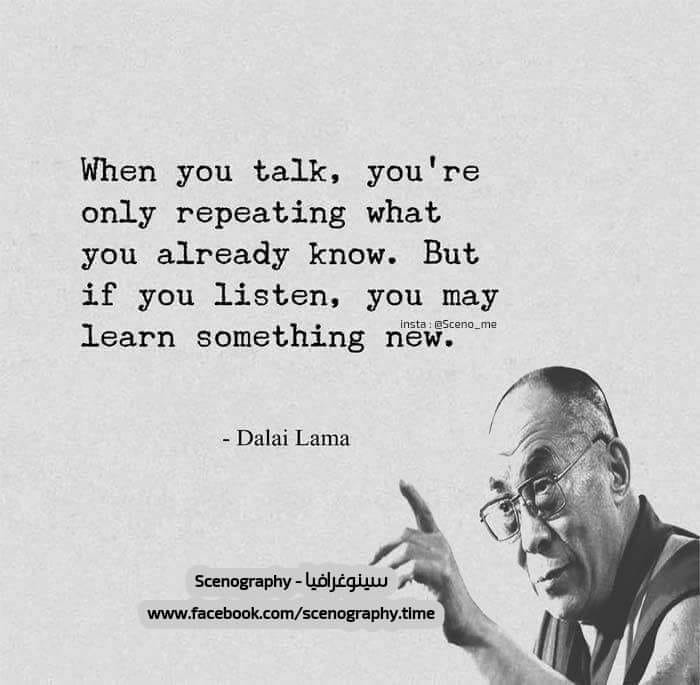 When you talk, you're
only repeating what
you already know. But
if you listen, you may
insta : @Sceno_me
learn something new.
- Dalai Lama
Scenography - سينوغرافيا
www.facebook.com/scenography.time